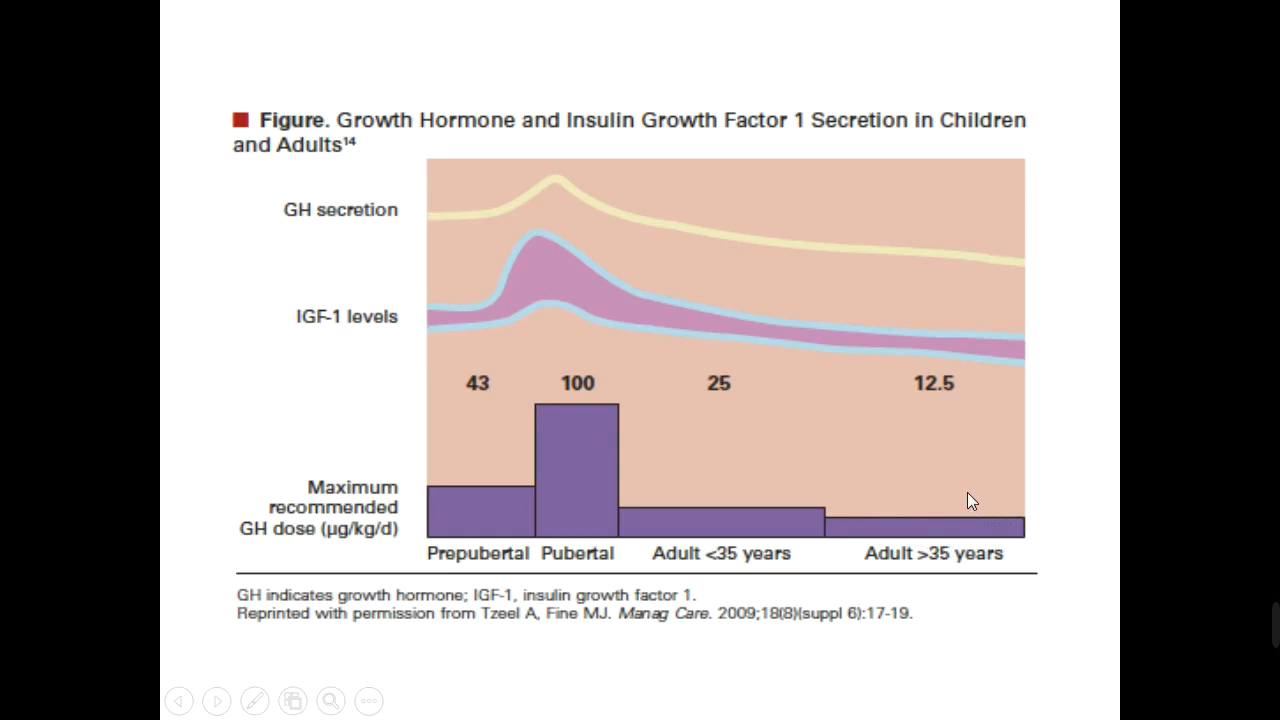 Figure. Growth Hormone and Insulin Growth Factor 1 Secretion in Children
and Adults¹⁴
GH secretion
IGF-1 levels
43 100 25 12.5
Maximum
recommended
GH dose (μg/kg/d)
Prepubertal Pubertal Adult <35 years Adult >35 years
GH indicates growth hormone; IGF-1, insulin growth factor 1.
Reprinted with permission from Tzeel A, Fine MJ. Manag Care. 2009;18(8)(suppl 6):17-19.